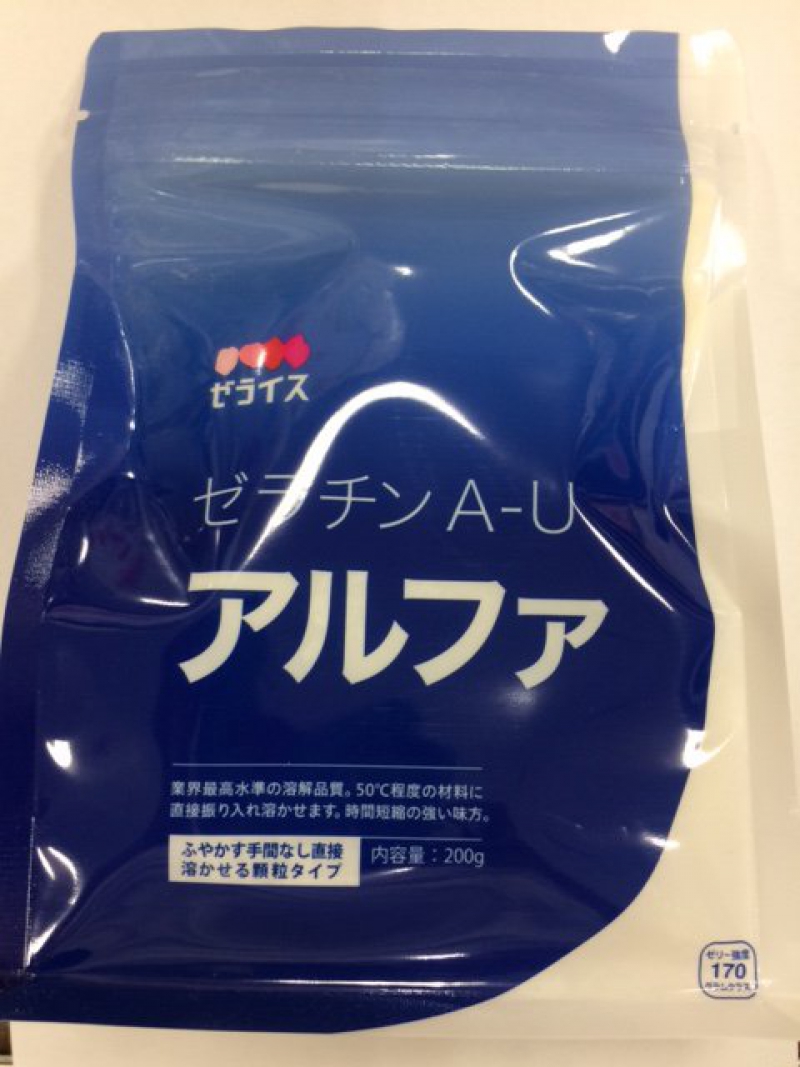 ゼライス
ゼラチン A-U
アルファ
業界最高水準の溶解品質。50℃程度の材料に
直接振り入れ溶かせます。時間短縮の強い味方。
ふやかす手間なし直接
溶かせる顆粒タイプ
内容量：200g
ゼリー強度
170